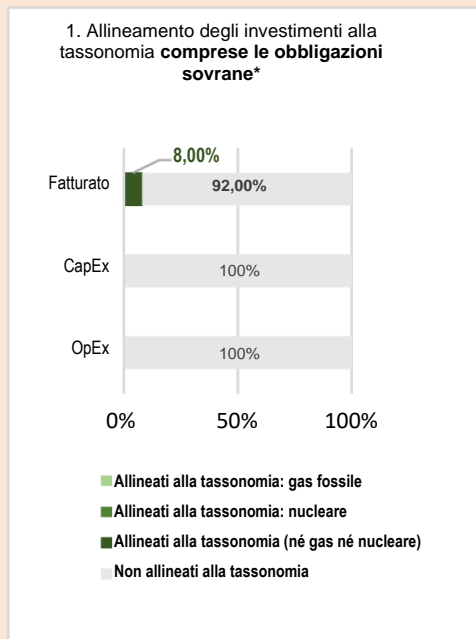 1. Allineamento degli investimenti alla
tassonomia comprese le obbligazioni
sovrane*
8,00%
Fatturato 92,00%
CapEx 100%
OpEx 100%
0% 50% 100%
Allineati alla tassonomia: gas fossile
Allineati alla tassonomia: nucleare
Allineati alla tassonomia (né gas né nucleare)
Non allineati alla tassonomia